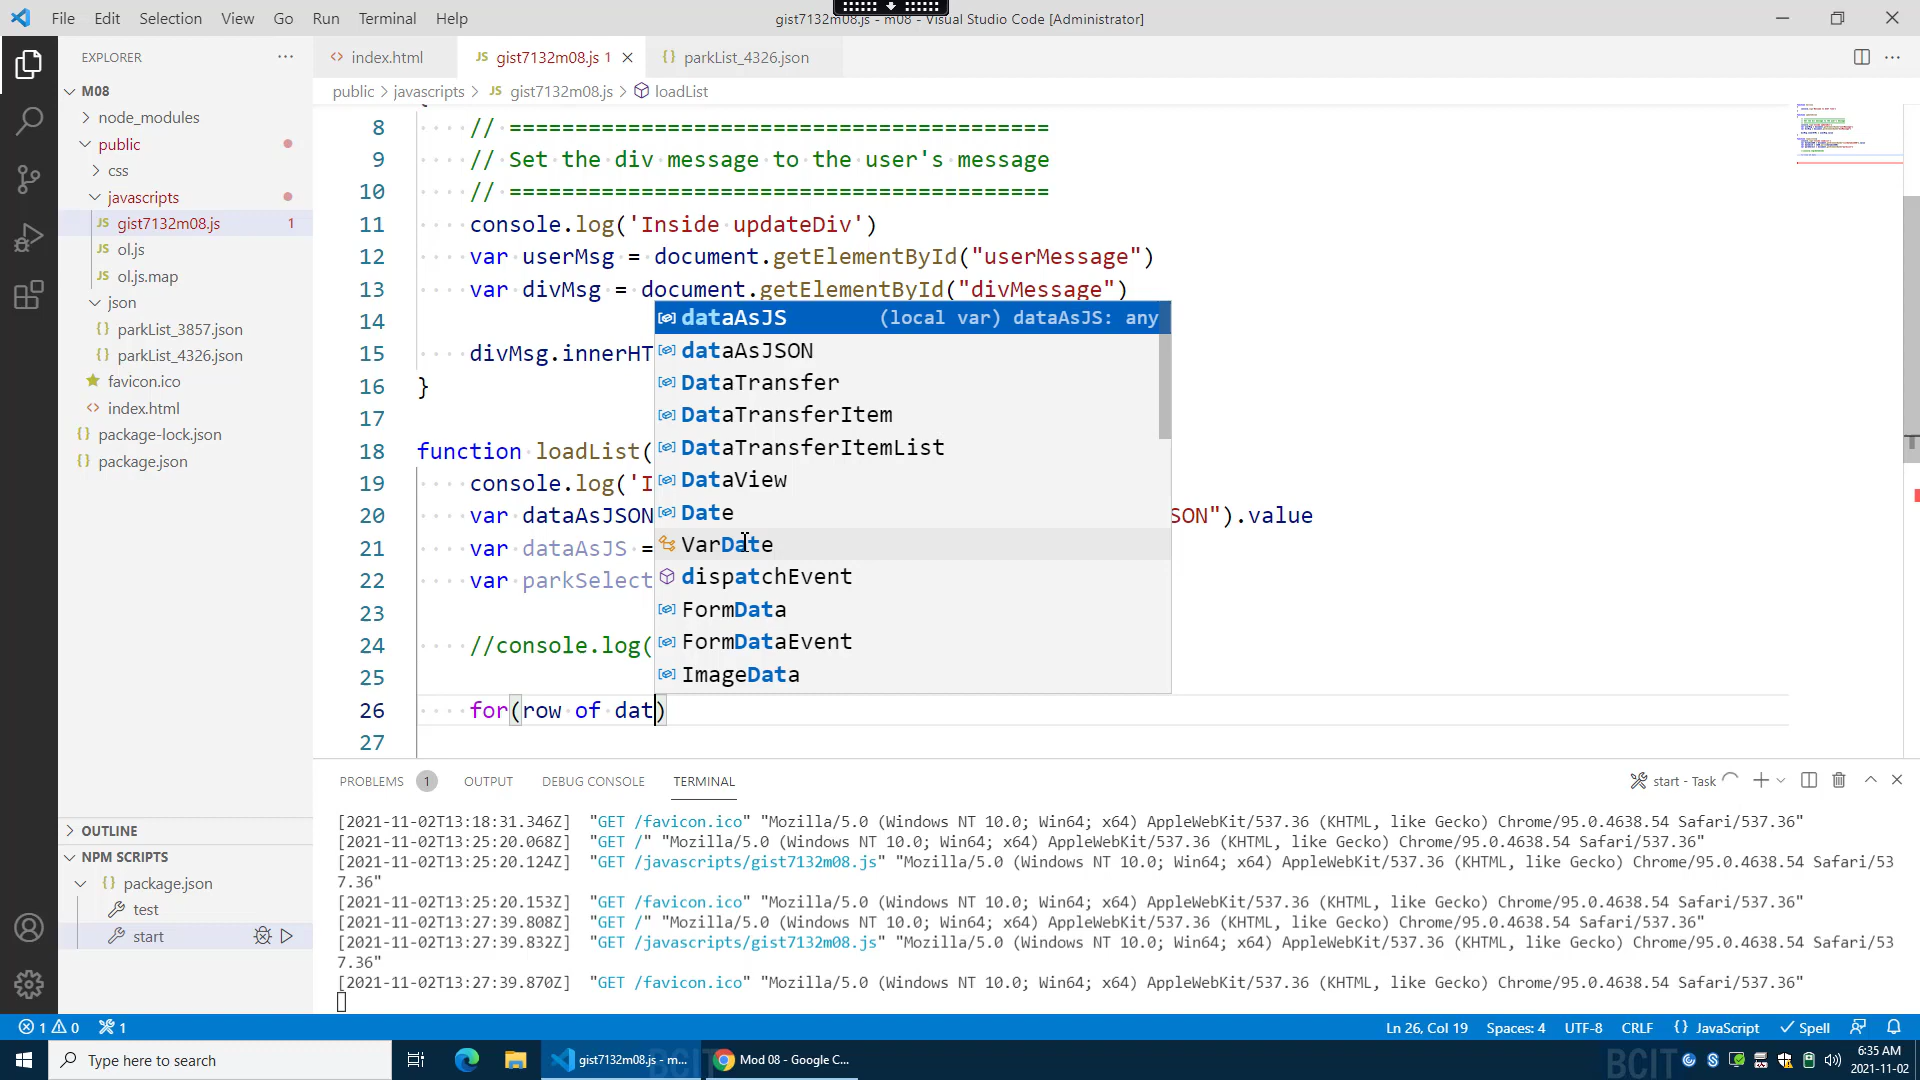 File Edit Selection View Go Run Terminal Help
gist7132m08.js - m08 - Visual Studio Code [Administrator]
EXPLORER
M08
node_modules
public
css
javascripts
JS gist7132m08.js 1
JS ol.js
JS ol.js.map
json
{} parkList_3857.json
{} parkList_4326.json
favicon.ico
<> index.html
{} package-lock.json
{} package.json
OUTLINE
NPM SCRIPTS
{} package.json
test
start
<> index.html
JS gist7132m08.js 1
{} parkList_4326.json
public > javascripts > JS gist7132m08.js > loadList
8 // =========================================
9 // Set the div message to the user's message
10 // =========================================
11 console.log('Inside updateDiv')
12 var userMsg = document.getElementById("userMessage")
13 var divMsg = document.getElementById("divMessage")
14
15 divMsg.innerHT
16 }
17
18 function loadList(
19 console.log('I
20 var dataAsJSON SON").value
21 var dataAsJS =
22 var parkSelect
23
24 //console.log(
25
26 for(row of dat)
27
dataAsJS (local var) dataAsJS: any
dataAsJSON
DataTransfer
DataTransferItem
DataTransferItemList
DataView
Date
VarDate
dispatchEvent
FormData
FormDataEvent
ImageData
PROBLEMS 1 OUTPUT DEBUG CONSOLE TERMINAL
start - Task
[2021-11-02T13:18:31.346Z] "GET /favicon.ico" "Mozilla/5.0 (Windows NT 10.0; Win64; x64) AppleWebKit/537.36 (KHTML, like Gecko) Chrome/95.0.4638.54 Safari/537.36"
[2021-11-02T13:25:20.068Z] "GET /" "Mozilla/5.0 (Windows NT 10.0; Win64; x64) AppleWebKit/537.36 (KHTML, like Gecko) Chrome/95.0.4638.54 Safari/537.36"
[2021-11-02T13:25:20.124Z] "GET /javascripts/gist7132m08.js" "Mozilla/5.0 (Windows NT 10.0; Win64; x64) AppleWebKit/537.36 (KHTML, like Gecko) Chrome/95.0.4638.54 Safari/53
7.36"
[2021-11-02T13:25:20.153Z] "GET /favicon.ico" "Mozilla/5.0 (Windows NT 10.0; Win64; x64) AppleWebKit/537.36 (KHTML, like Gecko) Chrome/95.0.4638.54 Safari/537.36"
[2021-11-02T13:27:39.808Z] "GET /" "Mozilla/5.0 (Windows NT 10.0; Win64; x64) AppleWebKit/537.36 (KHTML, like Gecko) Chrome/95.0.4638.54 Safari/537.36"
[2021-11-02T13:27:39.832Z] "GET /javascripts/gist7132m08.js" "Mozilla/5.0 (Windows NT 10.0; Win64; x64) AppleWebKit/537.36 (KHTML, like Gecko) Chrome/95.0.4638.54 Safari/53
7.36"
[2021-11-02T13:27:39.870Z] "GET /favicon.ico" "Mozilla/5.0 (Windows NT 10.0; Win64; x64) AppleWebKit/537.36 (KHTML, like Gecko) Chrome/95.0.4638.54 Safari/537.36"
1 0 1
Ln 26, Col 19 Spaces: 4 UTF-8 CRLF {} JavaScript Spell
Type here to search
gist7132m08.js - m...
Mod 08 - Google C...
BCIT
BCIT
6:35 AM
2021-11-02